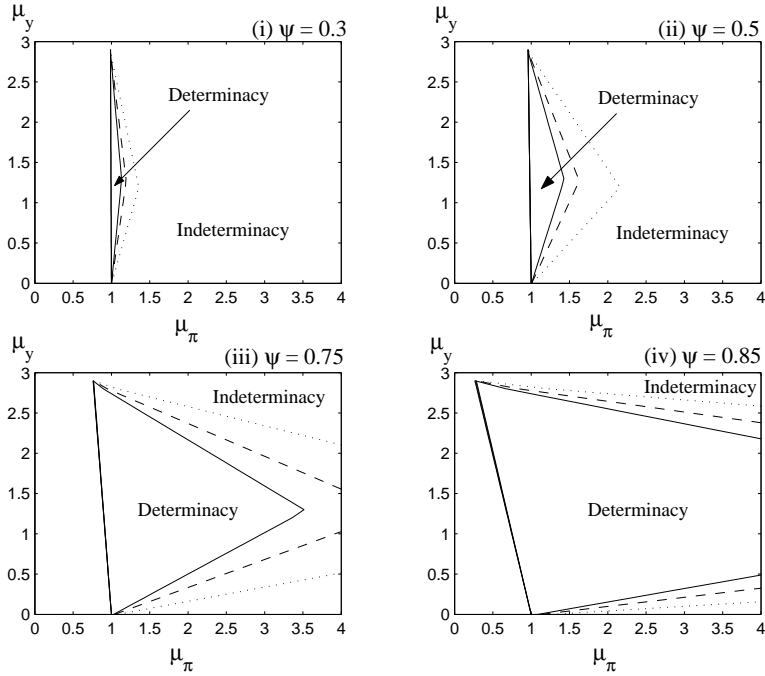 μy
(i) ψ = 0.3
3
2.5
2
1.5
1
0.5
0
Determinacy
Indeterminacy
0 0.5 1 1.5 2 2.5 3 3.5 4
μπ
μy
(ii) ψ = 0.5
3
2.5
2
1.5
1
0.5
0
Determinacy
Indeterminacy
0 0.5 1 1.5 2 2.5 3 3.5 4
μπ
μy
(iii) ψ = 0.75
3
2.5
2
1.5
1
0.5
0
Indeterminacy
Determinacy
0 0.5 1 1.5 2 2.5 3 3.5 4
μπ
μy
(iv) ψ = 0.85
3
2.5
2
1.5
1
0.5
0
Indeterminacy
Determinacy
0 0.5 1 1.5 2 2.5 3 3.5 4
μπ